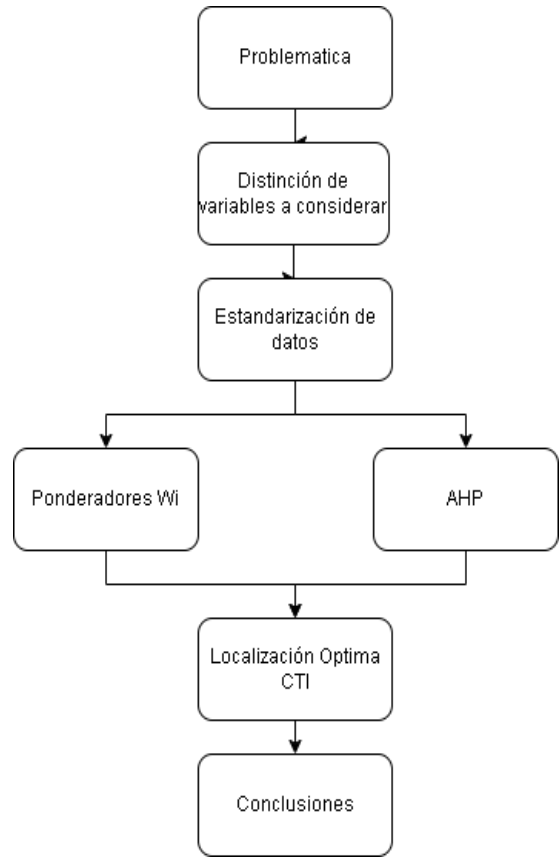 Problematica
Distinción de
variables a considerar
Estandarización de
datos
Ponderadores Wi
AHP
Localización Optima
CTI
Conclusiones